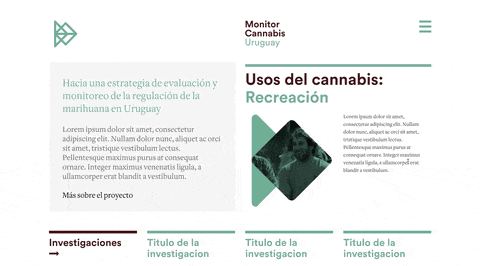 Monitor
Cannabis
Uruguay
Hacia una estrategia de evaluación y
monitoreo de la regulación de la
marihuana en Uruguay
Lorem ipsum dolor sit amet, consectetur
adipiscing elit. Nullam dolor nunc, aliquet ac orci
sit amet, tristique vestibulum lectus.
Pellentesque maximus purus at consequat
ornare. Integer maximus venenatis ligula, a
ullamcorper erat blandit a vestibulum.
Más sobre el proyecto
Usos del cannabis:
Recreación
Lorem ipsum dolor sit amet, consectetur
adipiscing elit. Nullam dolor nunc, aliquet
ac orci sit amet, tristique vestibulum
lectus. Pellentesque maximus purus at
consequat ornare. Integer maximus
venenatis ligula, a ullamcorper erat
blandit a vestibulum.
Investigaciones
Titulo de la
investigacion
Titulo de la
investigacion
Titulo de la
investigacion